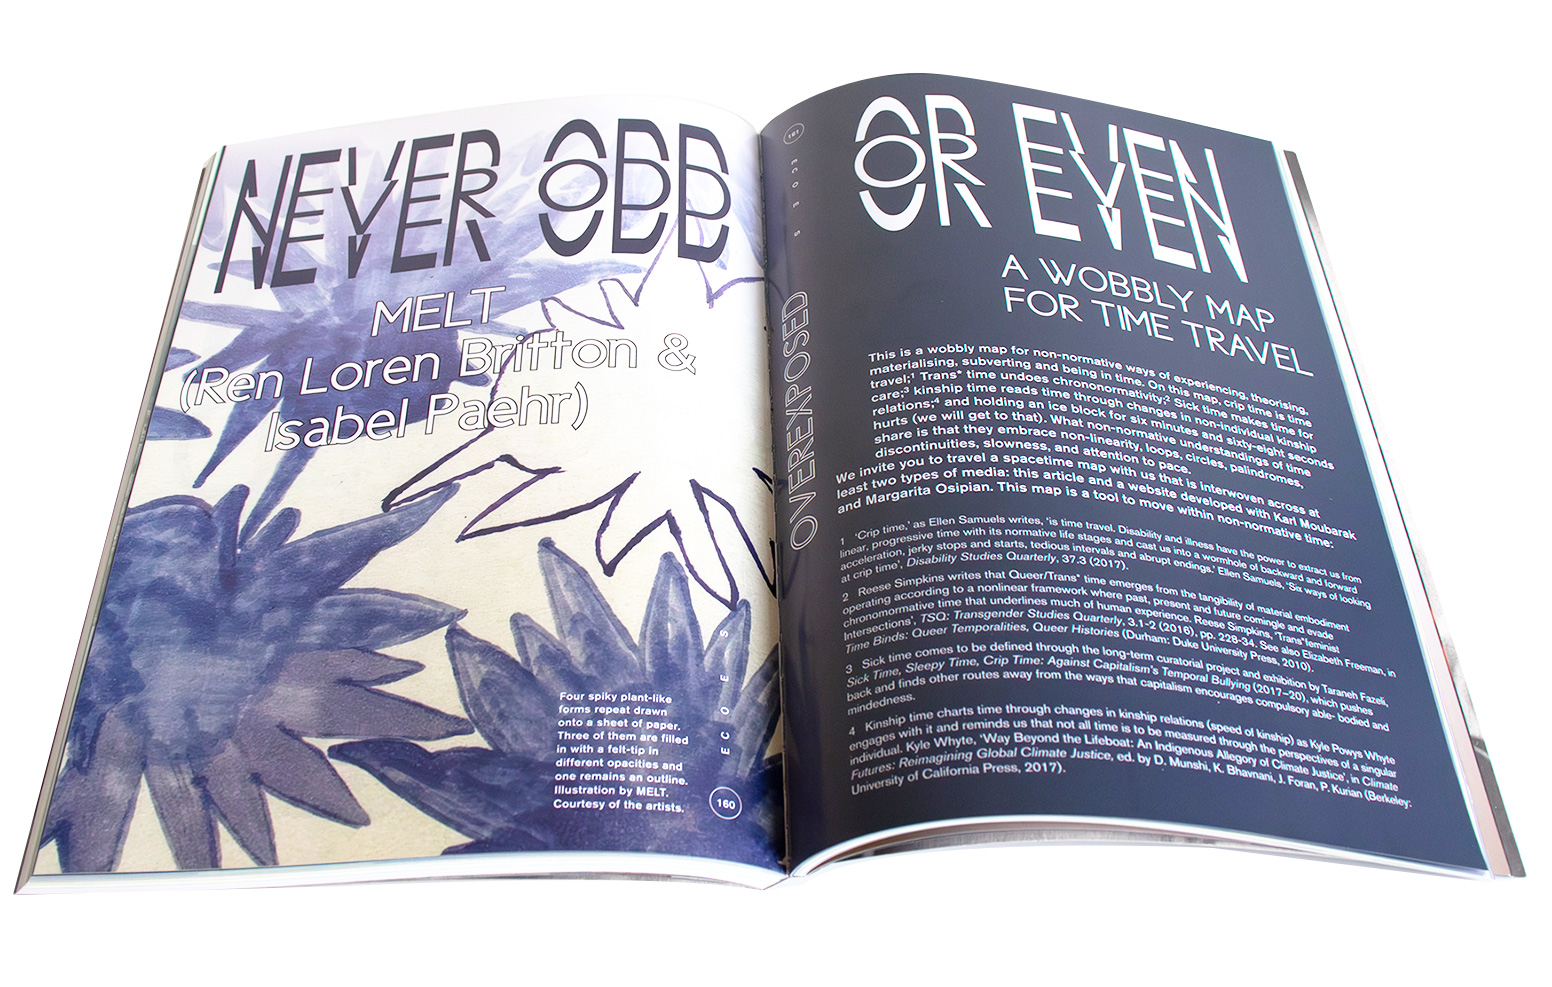 NEVER ODD
MELT
(Ren Loren Britton &
Isabel Paehr)
Four spiky plant-like
forms repeat drawn
onto a sheet of paper.
Three of them are filled
in with a felt-tip in
different opacities and
one remains an outline.
Illustration by MELT.
Courtesy of the artists.
ECOES
160
161
ECOES
OVEREXPOSED
OR EVEN
A WOBBLY MAP
FOR TIME TRAVEL
This is a wobbly map for non-normative ways of experiencing, theorising,
materialising, subverting and being in time. On this map, crip time is time
travel;¹ Trans* time undoes chrononormativity;² Sick time makes time for
care;³ kinship time reads time through changes in non-individual kinship
relations;⁴ and holding an ice block for six minutes and sixty-eight seconds
hurts (we will get to that). What non-normative understandings of time
share is that they embrace non-linearity, loops, circles, palindromes,
discontinuities, slowness, and attention to pace.
We invite you to travel a spacetime map with us that is interwoven across at
least two types of media: this article and a website developed with Karl Moubarak
and Margarita Osipian. This map is a tool to move within non-normative time:
1 'Crip time,' as Ellen Samuels writes, 'is time travel. Disability and illness have the power to extract us from
linear, progressive time with its normative life stages and cast us into a wormhole of backward and forward
acceleration, jerky stops and starts, tedious intervals and abrupt endings.' Ellen Samuels, 'Six ways of looking
at crip time', Disability Studies Quarterly, 37.3 (2017).
2 Reese Simpkins writes that Queer/Trans* time emerges from the tangibility of material embodiment
operating according to a nonlinear framework where past, present and future comingle and evade
chronomormative time that underlines much of human experience. Reese Simpkins, 'Trans*feminist
Intersections', TSQ: Transgender Studies Quarterly, 3.1-2 (2016), pp. 228-34. See also Elizabeth Freeman, in
Time Binds: Queer Temporalities, Queer Histories (Durham: Duke University Press, 2010).
3 Sick time comes to be defined through the long-term curatorial project and exhibition by Taraneh Fazeli,
Sick Time, Sleepy Time, Crip Time: Against Capitalism's Temporal Bullying (2017–20), which pushes
back and finds other routes away from the ways that capitalism encourages compulsory able- bodied and
mindedness.
4 Kinship time charts time through changes in kinship relations (speed of kinship) as Kyle Powys Whyte
engages with it and reminds us that not all time is to be measured through the perspectives of a singular
individual. Kyle Whyte, 'Way Beyond the Lifeboat: An Indigenous Allegory of Climate Justice', in Climate
Futures: Reimagining Global Climate Justice, ed. by D. Munshi, K. Bhavnani, J. Foran, P. Kurian (Berkeley:
University of California Press, 2017).